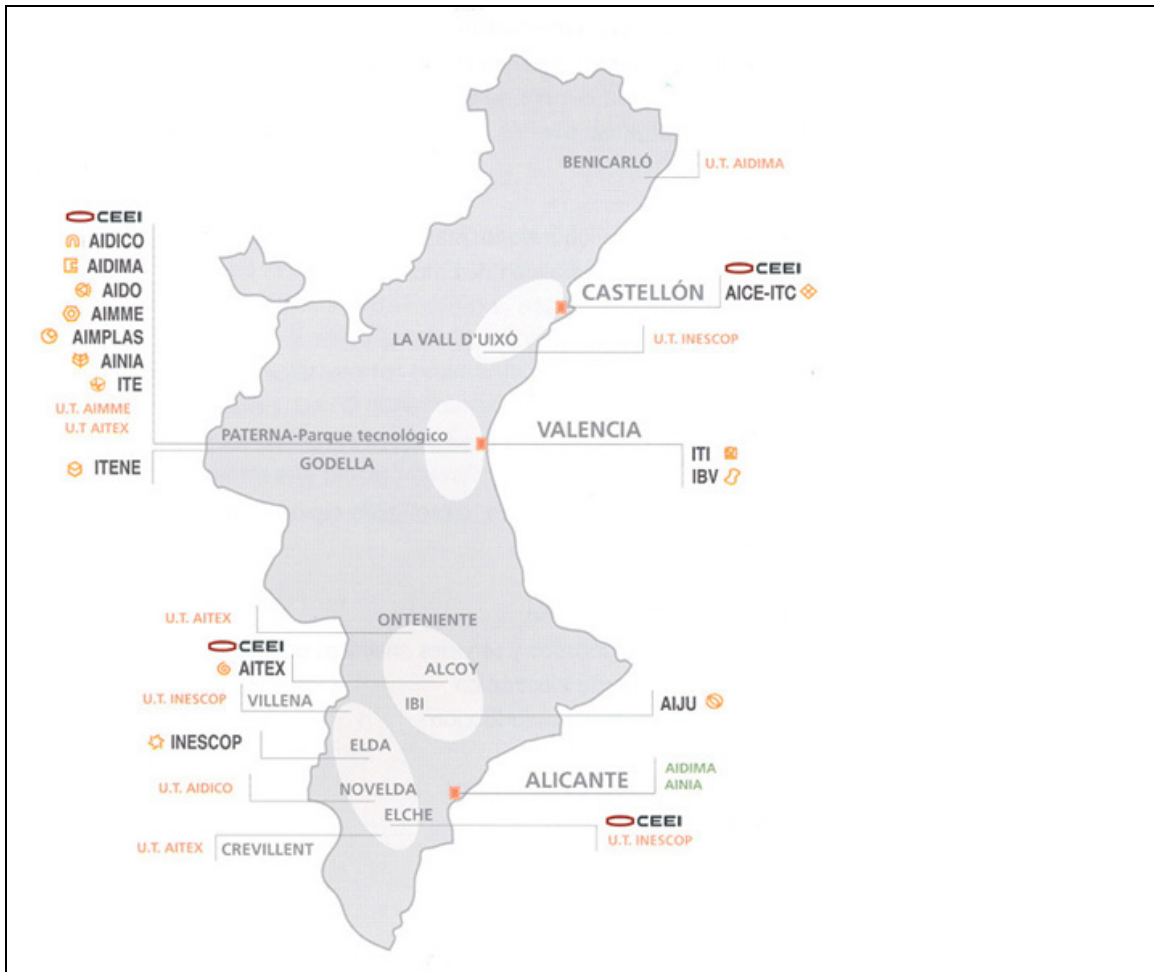 BENICARLÓ
U.T. AIDIMA
CEEI
AIDICO
AIDIMA
AIDO
AIMME
AIMPLAS
AINIA
ITE
U.T. AIMME
U.T AITEX
CEEI
CASTELLÓN
AICE-ITC
LA VALL D'UIXÓ
U.T. INESCOP
PATERNA-Parque tecnológico
VALENCIA
ITENE
GODELLA
ITI
IBV
U.T. AITEX
ONTENIENTE
CEEI
AITEX
ALCOY
U.T. INESCOP
VILLENA
IBI
AIJU
INESCOP
ELDA
U.T. AIDICO
NOVELDA
ALICANTE
AIDIMA
AINIA
ELCHE
CEEI
U.T. INESCOP
U.T. AITEX
CREVILLENT